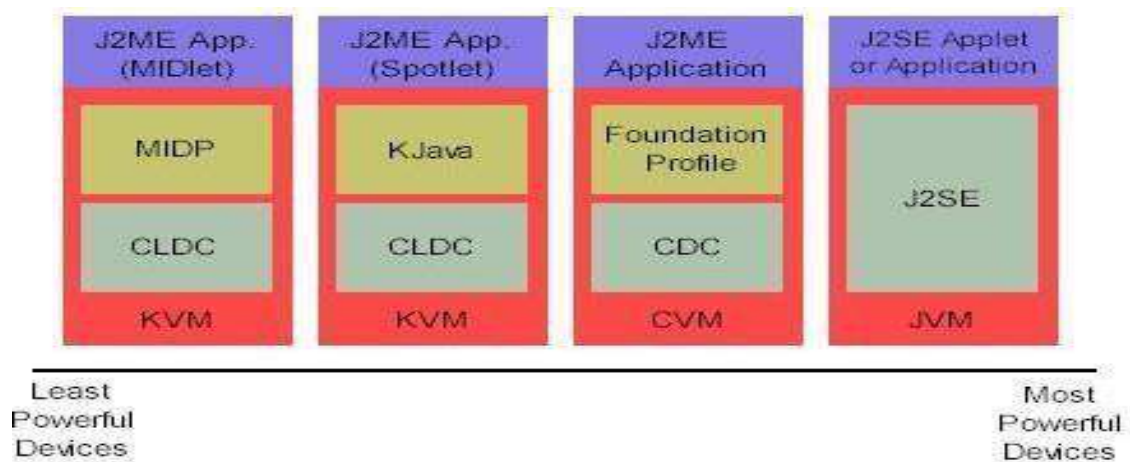 J2ME App.
(MIDlet)
MIDP
CLDC
KVM
J2ME App.
(Spotlet)
KJava
CLDC
KVM
J2ME
Application
Foundation
Profile
CDC
CVM
J2SE Applet
or Application
J2SE
JVM
Least
Powerful
Devices
Most
Powerful
Devices